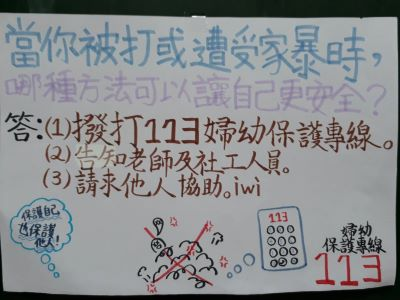 當你被打或遭受家暴時，
哪種方法可以讓自己更安全？
答：(1)撥打113婦幼保護專線。
(2)告知老師及社工人員。
(3)請求他人協助。iwi
保護自己
也保護
他人！
113
婦幼
保護專線
113